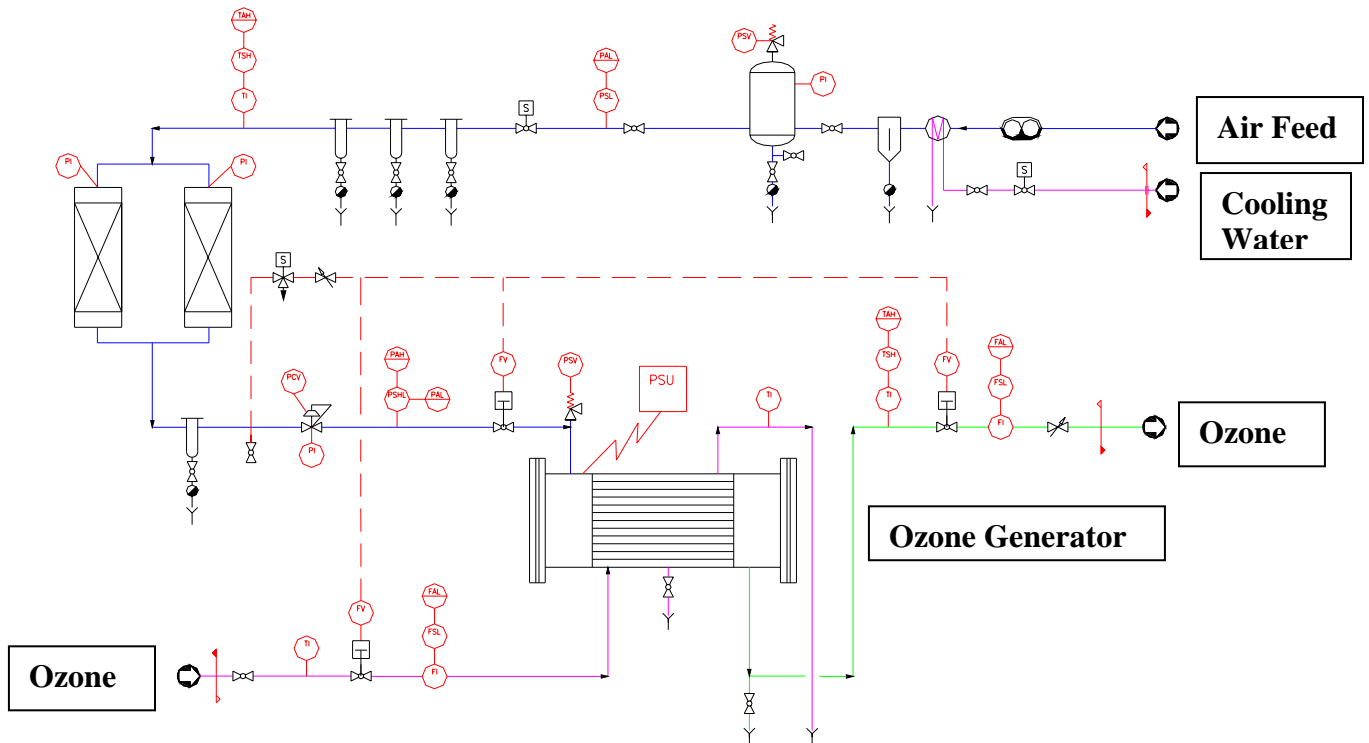 TAH
TSH
TI
PAL
PSL
PSV
PI
S
Air Feed
S
Cooling
Water
PI
PI
S
TAH
TSH
TI
FAL
FSL
FI
FV
PAH
PSHL
PAL
FV
PSV
PCV
PI
PSU
TI
Ozone
Ozone Generator
FAL
FSL
FI
FV
TI
Ozone